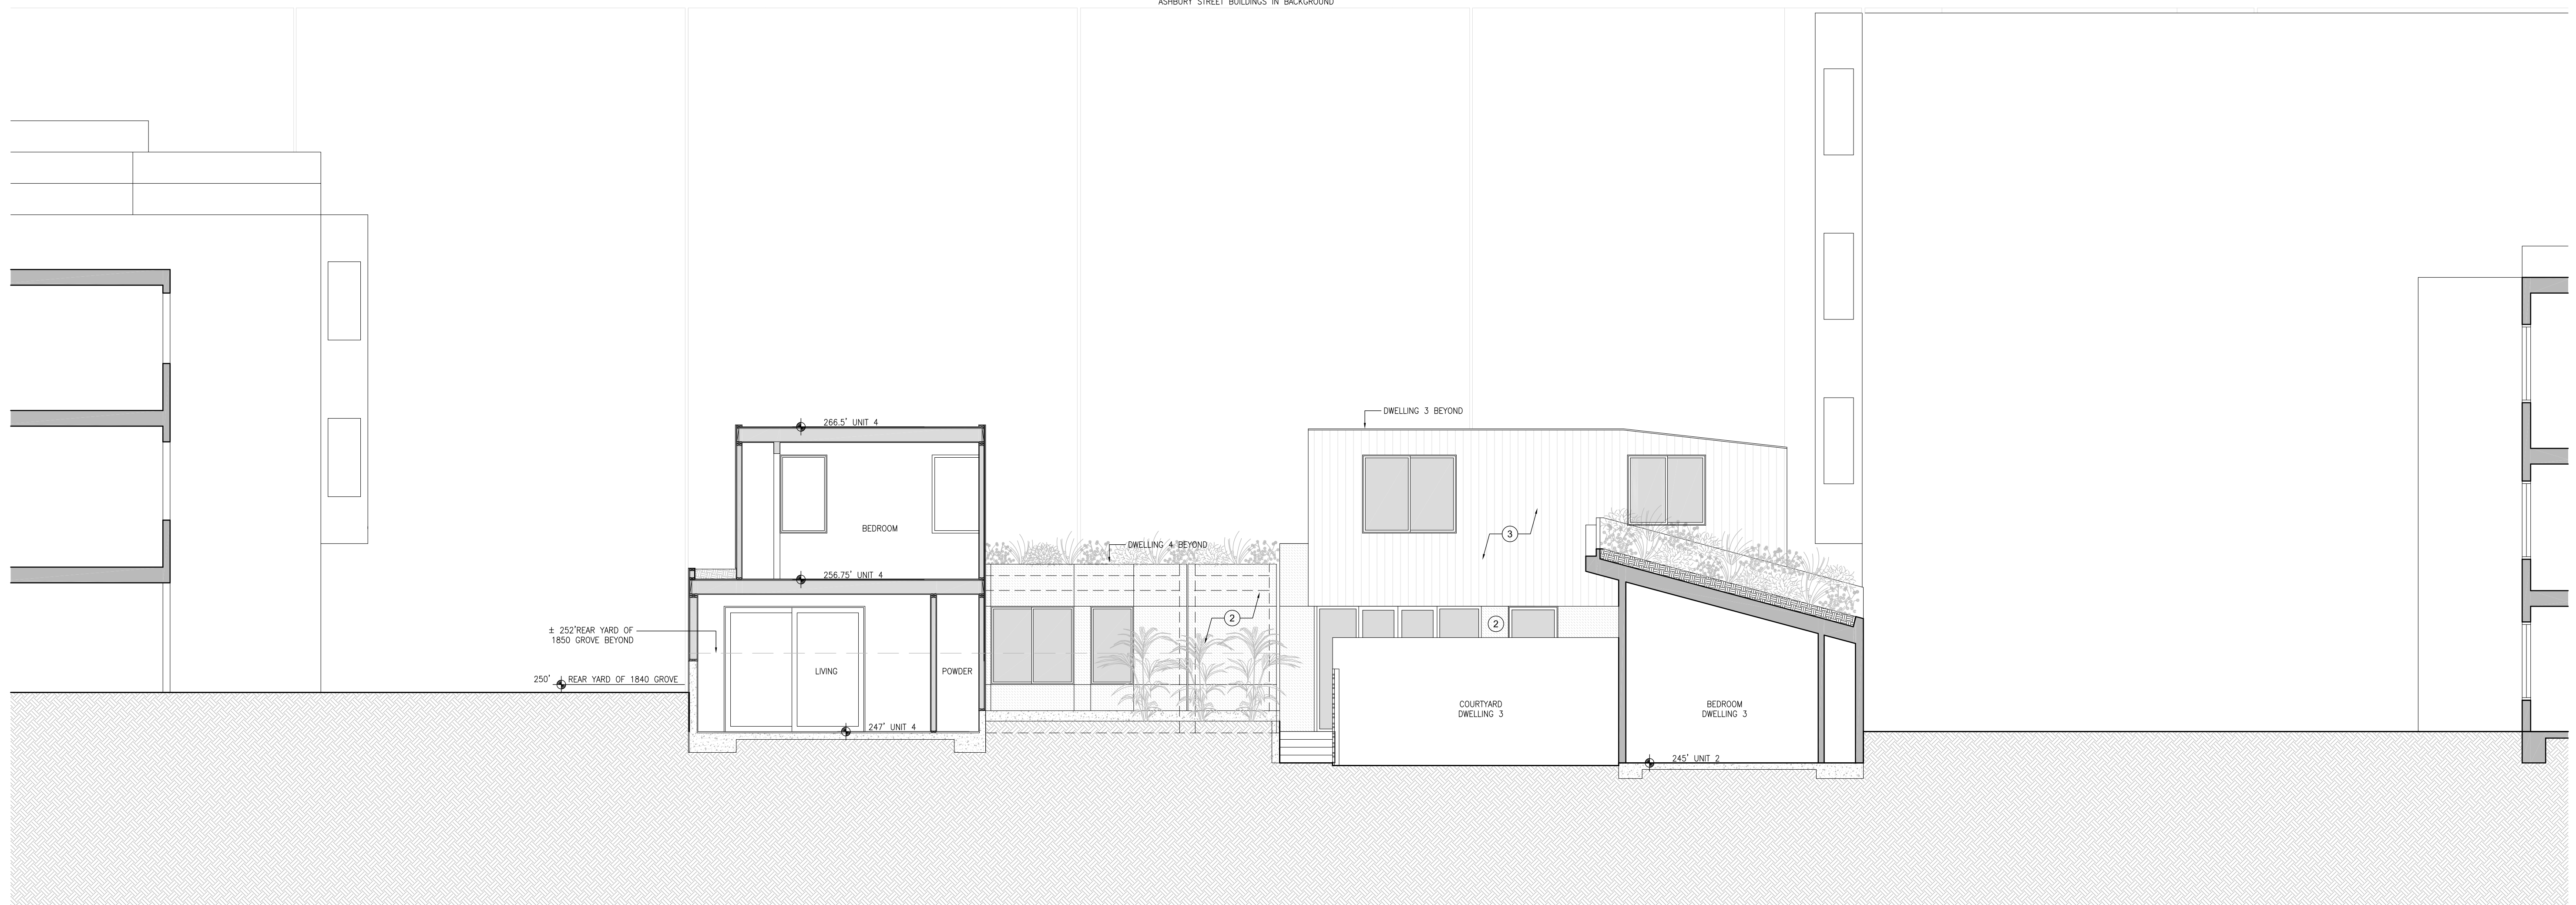 ASHBURY STREET BUILDINGS IN BACKGROUND
DWELLING 3 BEYOND
266.5' UNIT 4
BEDROOM
3
DWELLING 4 BEYOND
256.75' UNIT 4
2
2
± 252'REAR YARD OF
1850 GROVE BEYOND
LIVING
POWDER
250'
REAR YARD OF 1840 GROVE
COURTYARD
DWELLING 3
BEDROOM
DWELLING 3
247' UNIT 4
245' UNIT 2